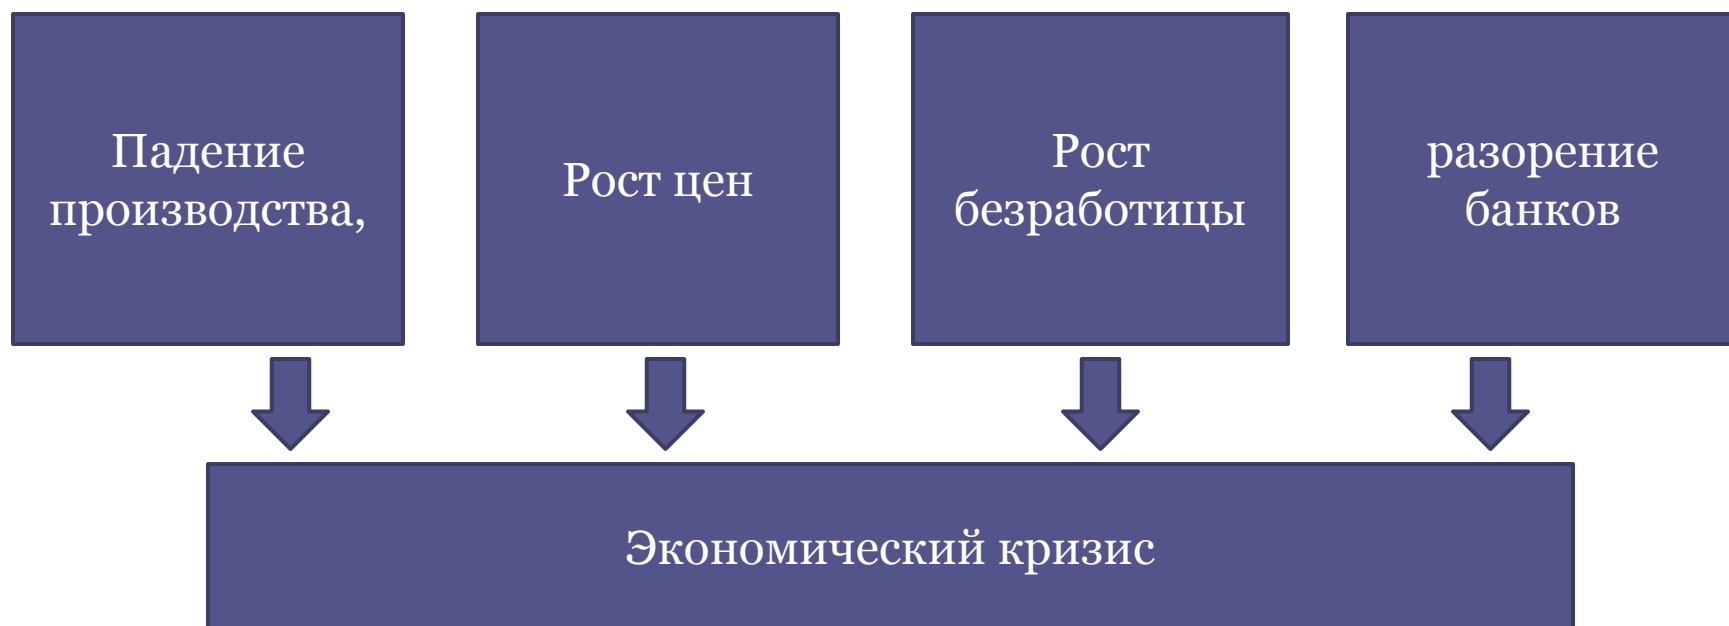 Падение
производства,
Рост цен
Рост
безработицы
разорение
банков
Экономический кризис